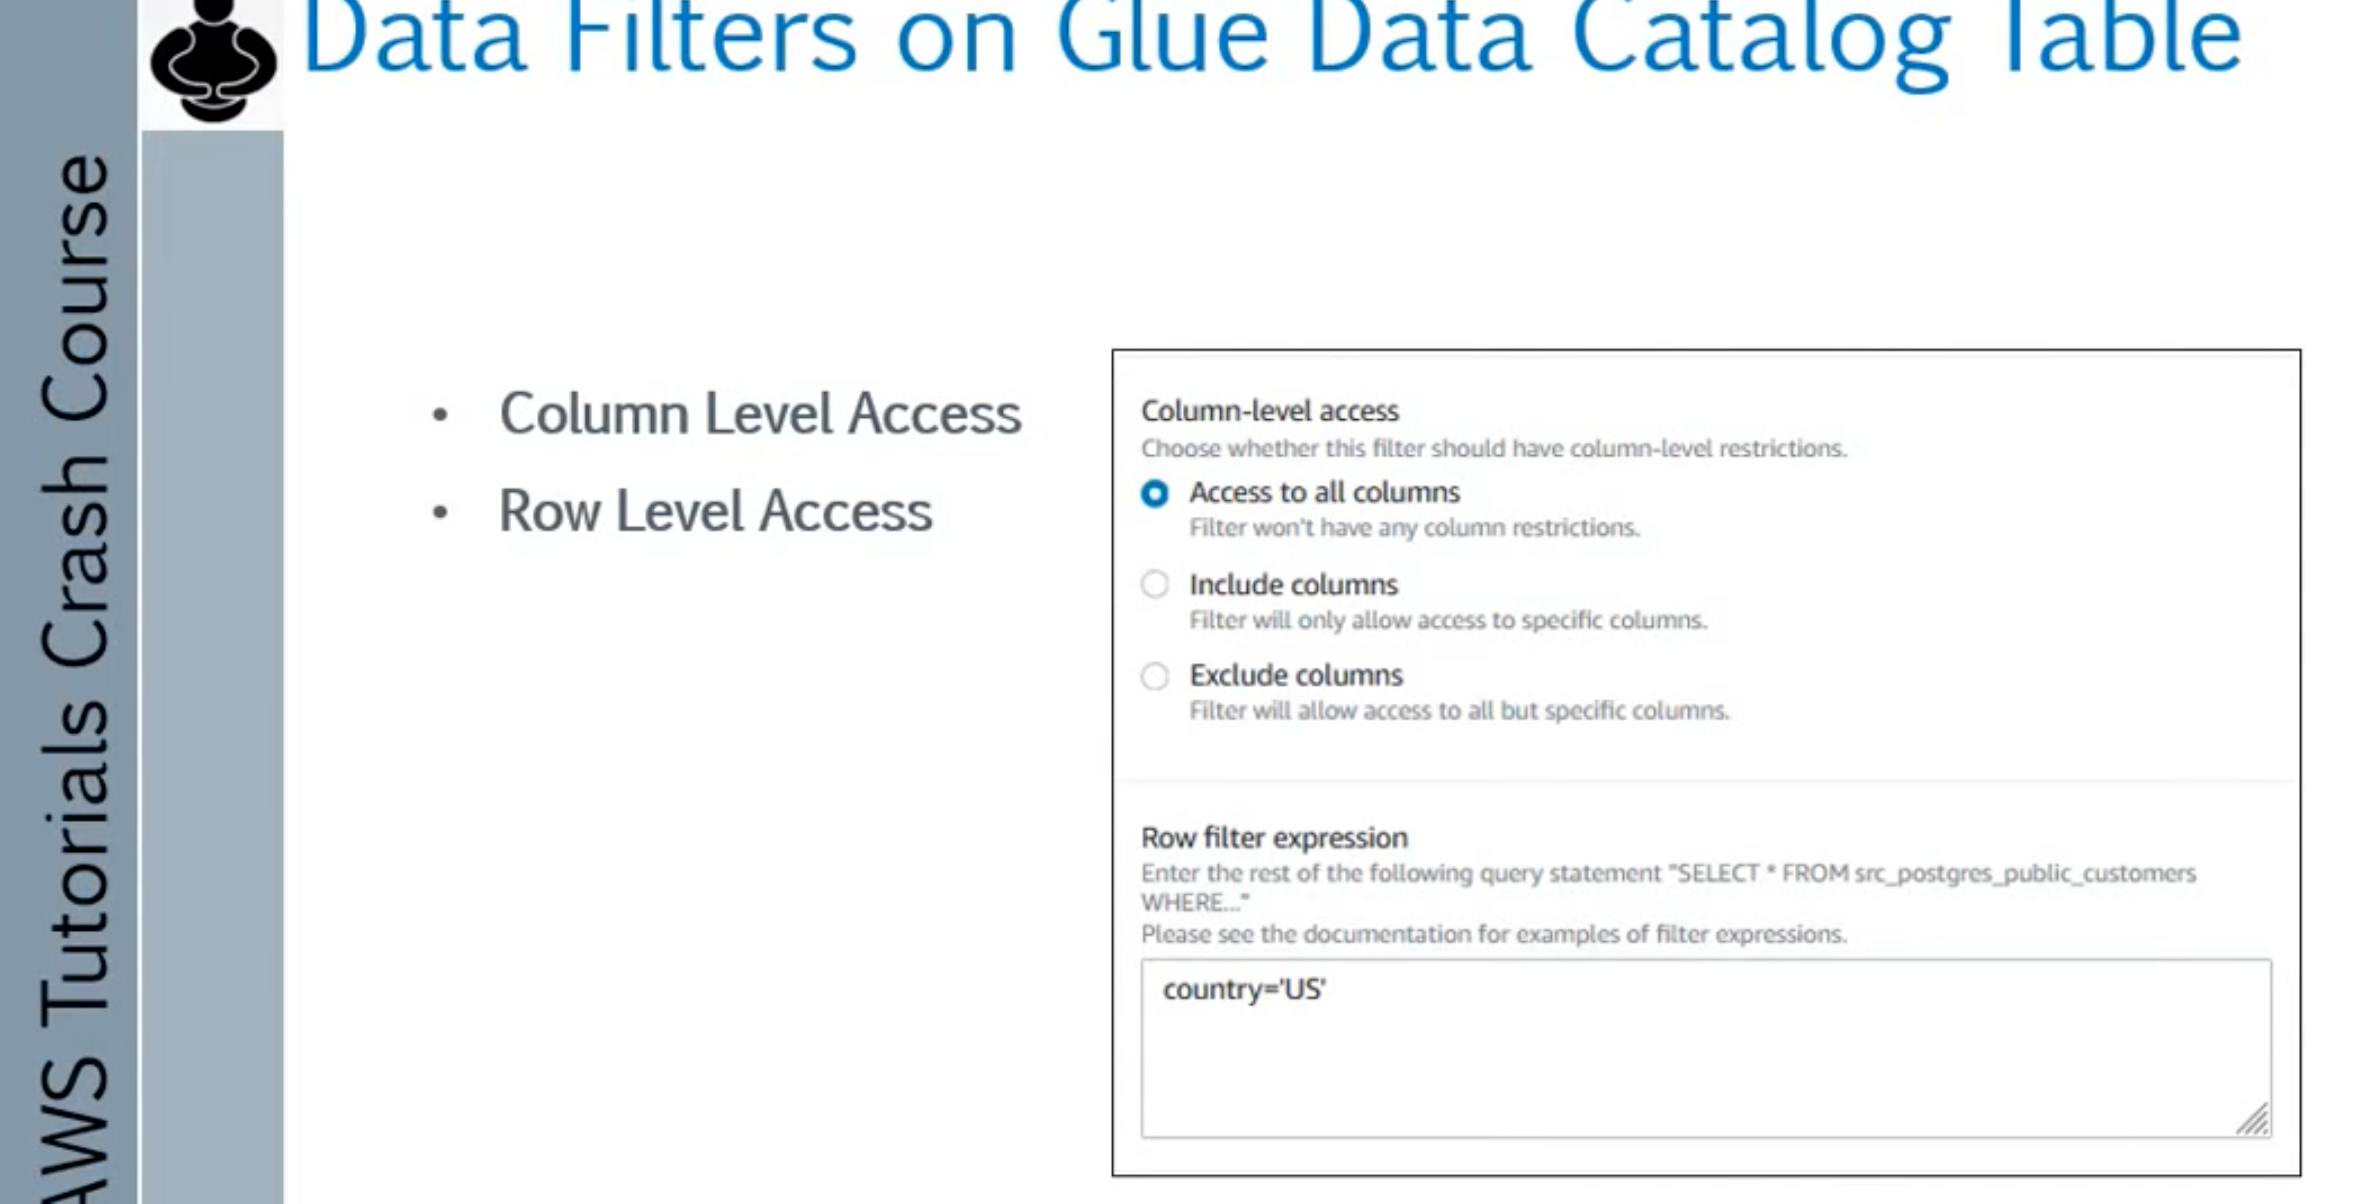 Data Filters on Glue Data Catalog Table
AWS Tutorials Crash Course
• Column Level Access
• Row Level Access
Column-level access
Choose whether this filter should have column-level restrictions.
Access to all columns
Filter won't have any column restrictions.
Include columns
Filter will only allow access to specific columns.
Exclude columns
Filter will allow access to all but specific columns.
Row filter expression
Enter the rest of the following query statement "SELECT * FROM src_postgres_public_customers
WHERE..."
Please see the documentation for examples of filter expressions.
country='US'